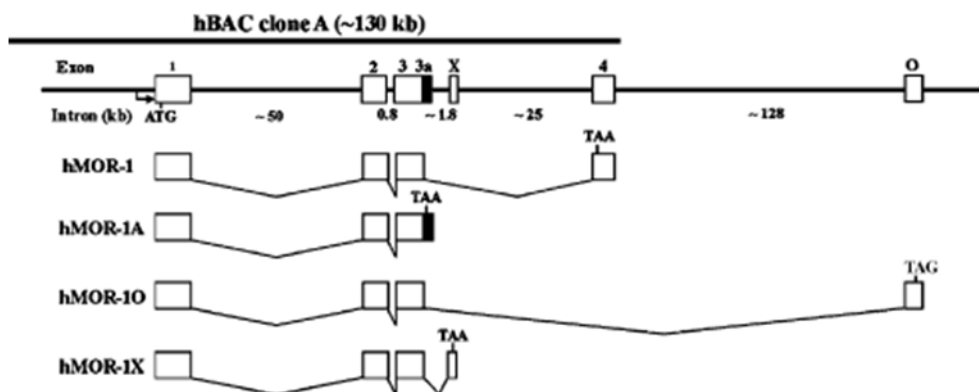 hBAC clone A (~130 kb)
Exon 1 2 3 3a X 4 O
Intron (kb) ATG ~50 0.8 ~1.8 ~25 ~128
TAA
hMOR-1
TAA
hMOR-1A
TAG
hMOR-1O
TAA
hMOR-1X